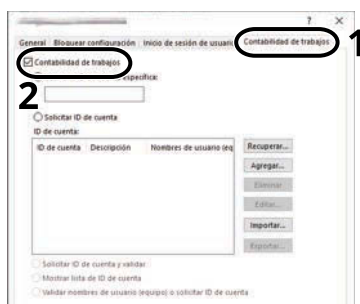 ? X
General Bloquear configuración Inicio de sesión de usuario Contabilidad de trabajos
1
Contabilidad de trabajos
2
específica:
Solicitar ID de cuenta
ID de cuenta:
ID de cuenta Descripción Nombres de usuario (eq
Recuperar...
Agregar...
Eliminar
Editar...
Importar...
Exportar...
Solicitar ID de cuenta y validar
Mostrar lista de ID de cuenta
Validar nombres de usuario (equipo) o solicitar ID de cuenta